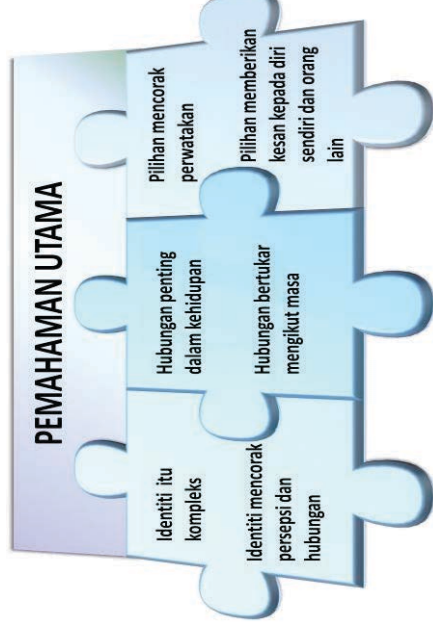 PEMAHAMAN UTAMA
Identiti itu
kompleks
Identiti mencorak
persepsi dan
hubungan
Hubungan penting
dalam kehidupan
Hubungan bertukar
mengikut masa
Pilihan mencorak
perwatakan
Pilihan memberikan
kesan kepada diri
sendiri dan orang
lain